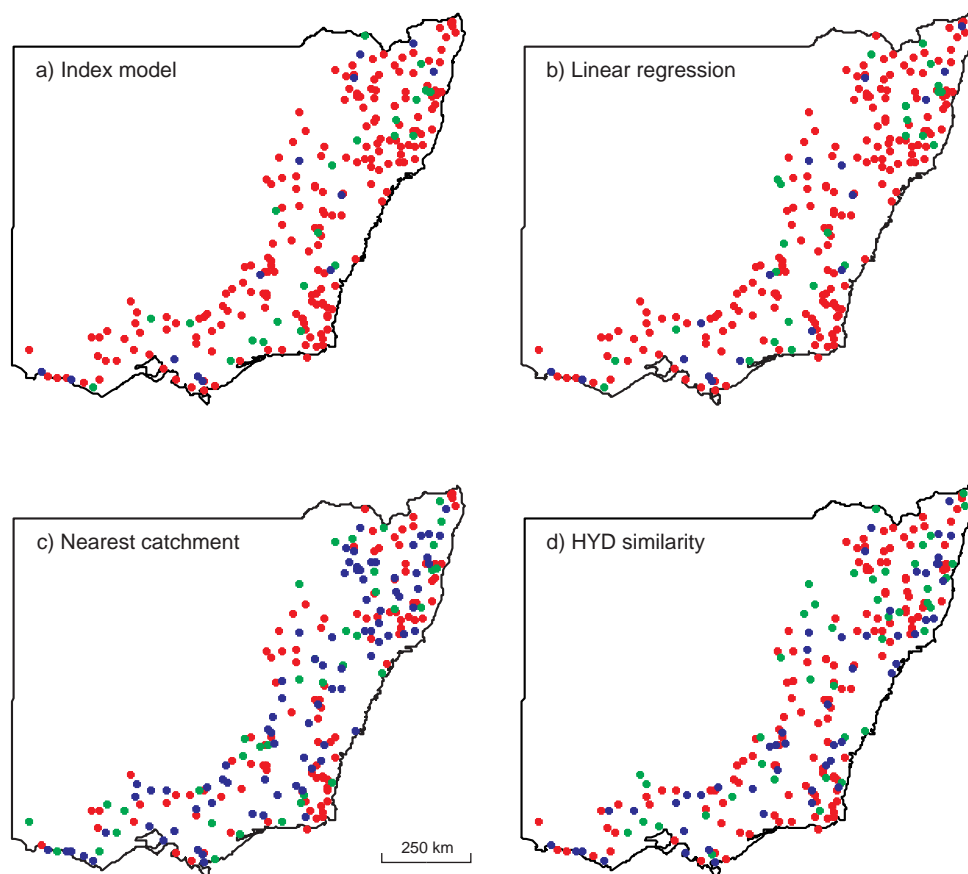 a) Index model
b) Linear regression
c) Nearest catchment
d) HYD similarity
250 km